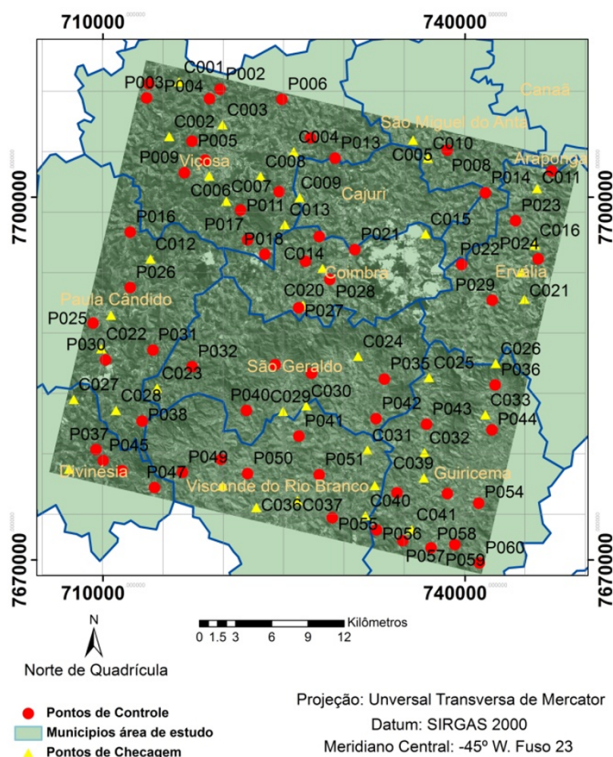 710000 740000
C001
P003 P002
P004 P006
Canaã
C003
C002
São Miguel do Anta
C004
P005 P013 C010
Araponga
P009 Viçosa C008 C005 P008
C011
C006 C007 C009 Cajuri P014
7700000 7700000
P011 P023
P016 C013 C015
P017 C016
P021
C012 P018 P024
C014 P022
P026 Coimbra Ervália
P028 P029
Paula Cândido C020 C021
P025 P027
C022 P031 C024 C026
P030 P032
São Geraldo P035 C025 P036
C027 C023
C028 C030 C033
P040 C029 P042 P043
P038 P041 P044
C031 C032
P037
P045 P049 P051 C039
P050
Divinésia P047 Guiricema
Visconde do Rio Branco C040 P054
C036 C037 C041
P055
P056 P058
P060
P057 P059
7670000 7670000
710000 740000
N
Norte de Quadrícula
0 1.5 3 6 9 12 Kilômetros
Pontos de Controle
Municipios área de estudo
Pontos de Checagem
Projeção: Unversal Transversa de Mercator
Datum: SIRGAS 2000
Meridiano Central: -45º W. Fuso 23